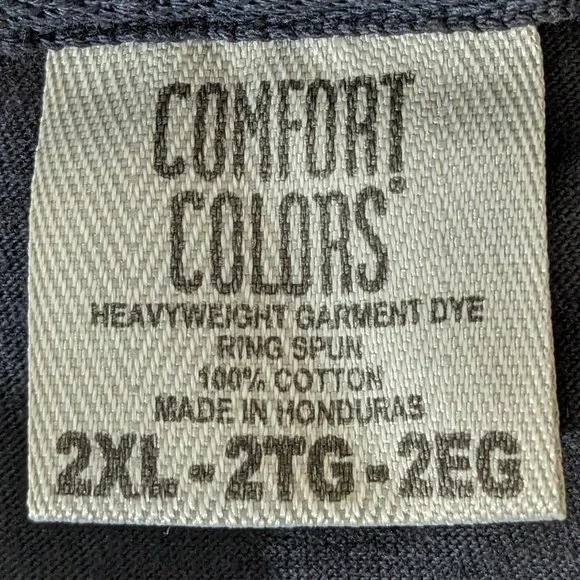 COMFORT
COLORS®
HEAVYWEIGHT GARMENT DYE
RING SPUN
100% COTTON
MADE IN HONDURAS
2XL-2TG-2EG